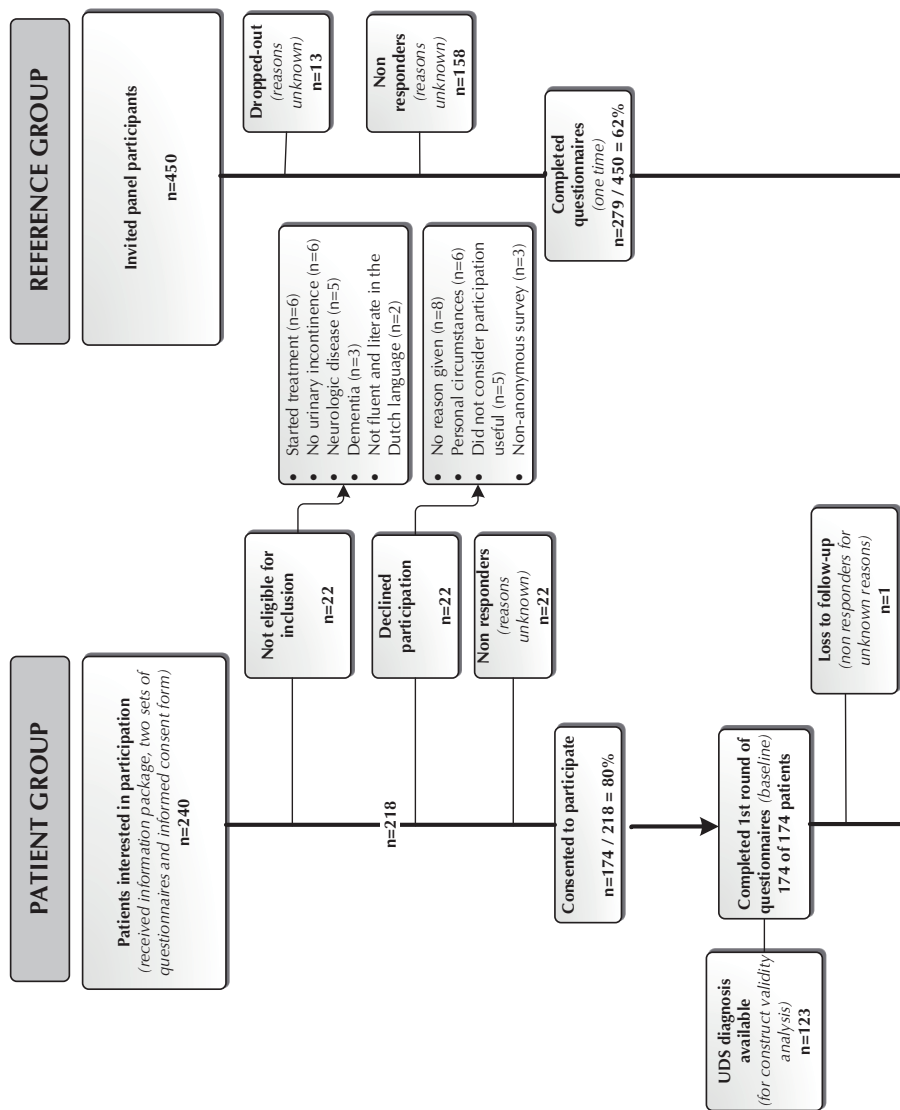 PATIENT GROUP
Patients interested in participation
(received information package, two sets of
questionnaires and informed consent form)
n=240
Not eligible for
inclusion
n=22
• Started treatment (n=6)
• No urinary incontinence (n=6)
• Neurologic disease (n=5)
• Dementia (n=3)
• Not fluent and literate in the
Dutch language (n=2)
n=218
Declined
participation
n=22
• No reason given (n=8)
• Personal circumstances (n=6)
• Did not consider participation
useful (n=5)
• Non-anonymous survey (n=3)
Non responders
(reasons
unknown)
n=22
Consented to participate
n=174 / 218 = 80%
UDS diagnosis
available
(for construct validity
analysis)
n=123
Completed 1st round of
questionnaires (baseline)
174 of 174 patients
Loss to follow-up
(non responders for
unknown reasons)
n=1
REFERENCE GROUP
Invited panel participants
n=450
Dropped-out
(reasons
unknown)
n=13
Non
responders
(reasons
unknown)
n=158
Completed
questionnaires
(one time)
n=279 / 450 = 62%